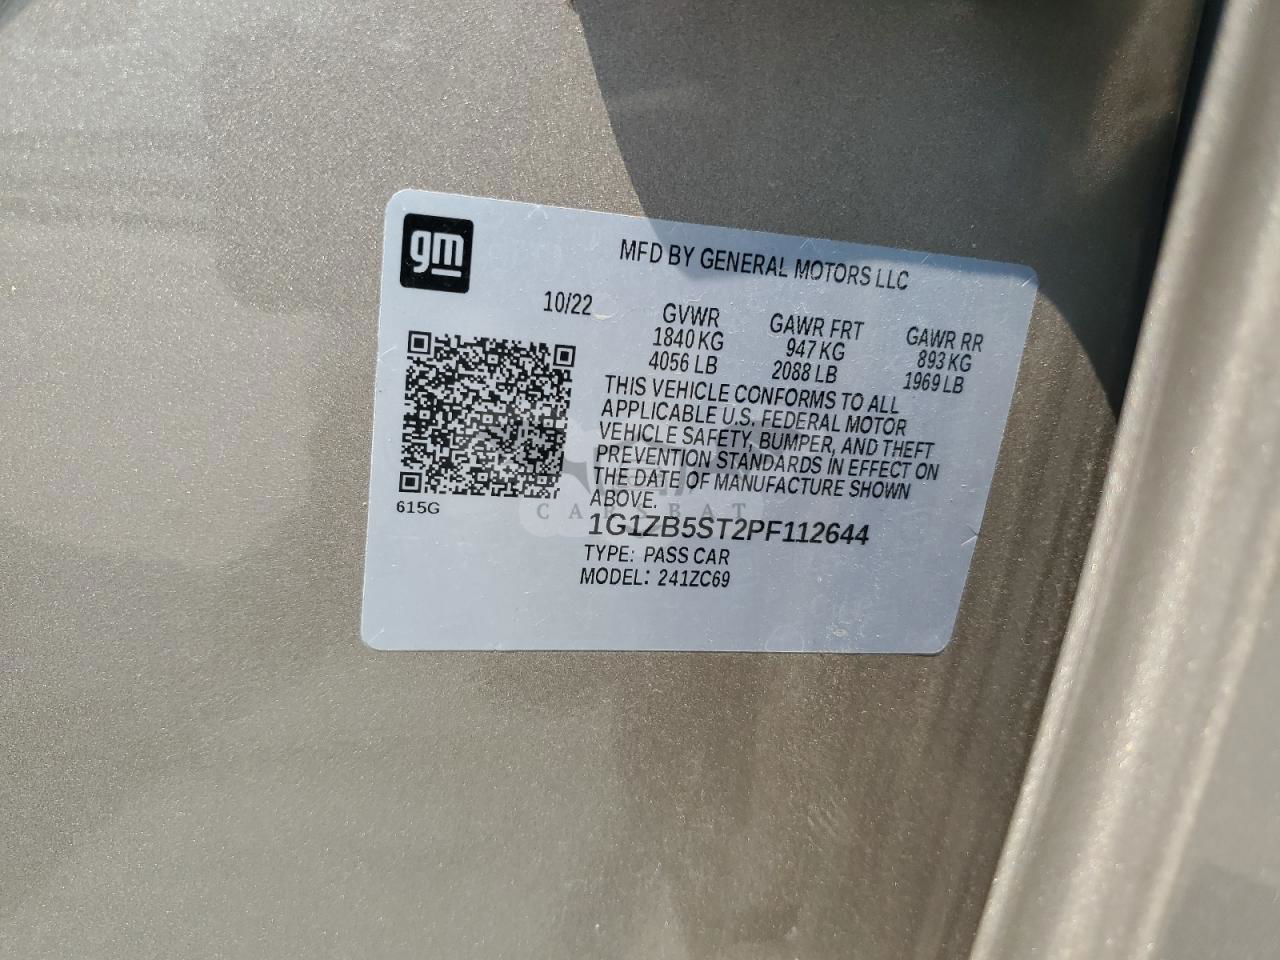 gm
MFD BY GENERAL MOTORS LLC
10/22 GVWR GAWR FRT GAWR RR
1840 KG 947 KG 893 KG
4056 LB 2088 LB 1969 LB
THIS VEHICLE CONFORMS TO ALL
APPLICABLE U.S. FEDERAL MOTOR
VEHICLE SAFETY, BUMPER, AND THEFT
PREVENTION STANDARDS IN EFFECT ON
THE DATE OF MANUFACTURE SHOWN
ABOVE.
615G
CARSBAT
1G1ZB5ST2PF112644
TYPE: PASS CAR
MODEL: 241ZC69